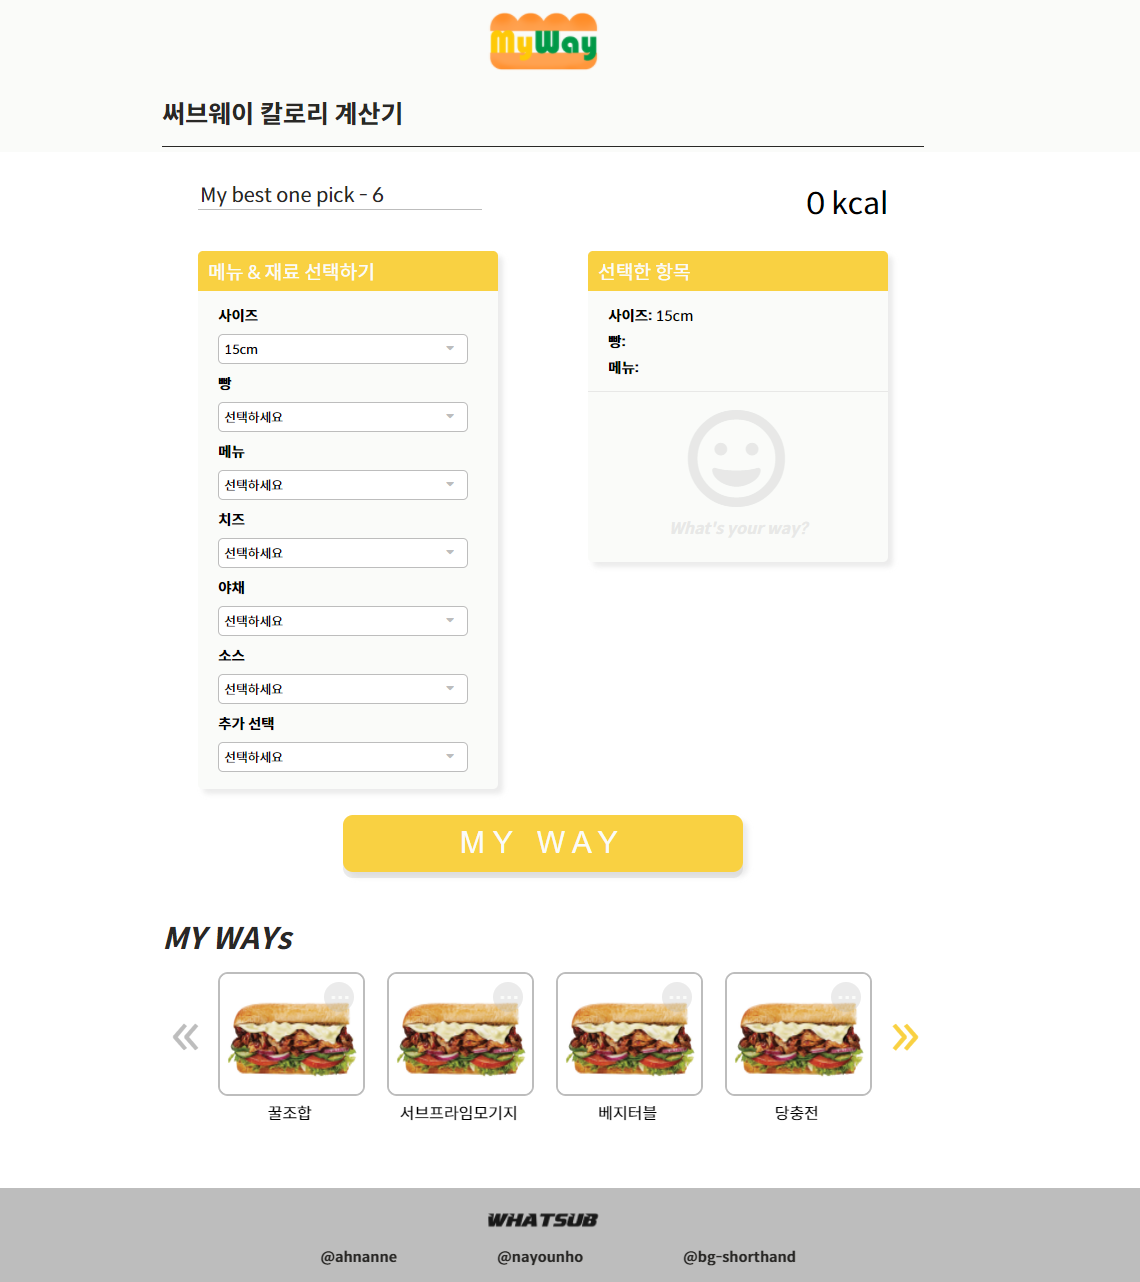 MyWay
써브웨이 칼로리 계산기
My best one pick - 6
0 kcal
메뉴 & 재료 선택하기
사이즈
15cm
빵
선택하세요
메뉴
선택하세요
치즈
선택하세요
야채
선택하세요
소스
선택하세요
추가 선택
선택하세요
선택한 항목
사이즈: 15cm
빵:
메뉴:
What's your way?
MY WAY
MY WAYs
꿀조합
서브프라임모기지
베지터블
당충전
WHATSUB
@ahnanne
@nayounho
@bg-shorthand